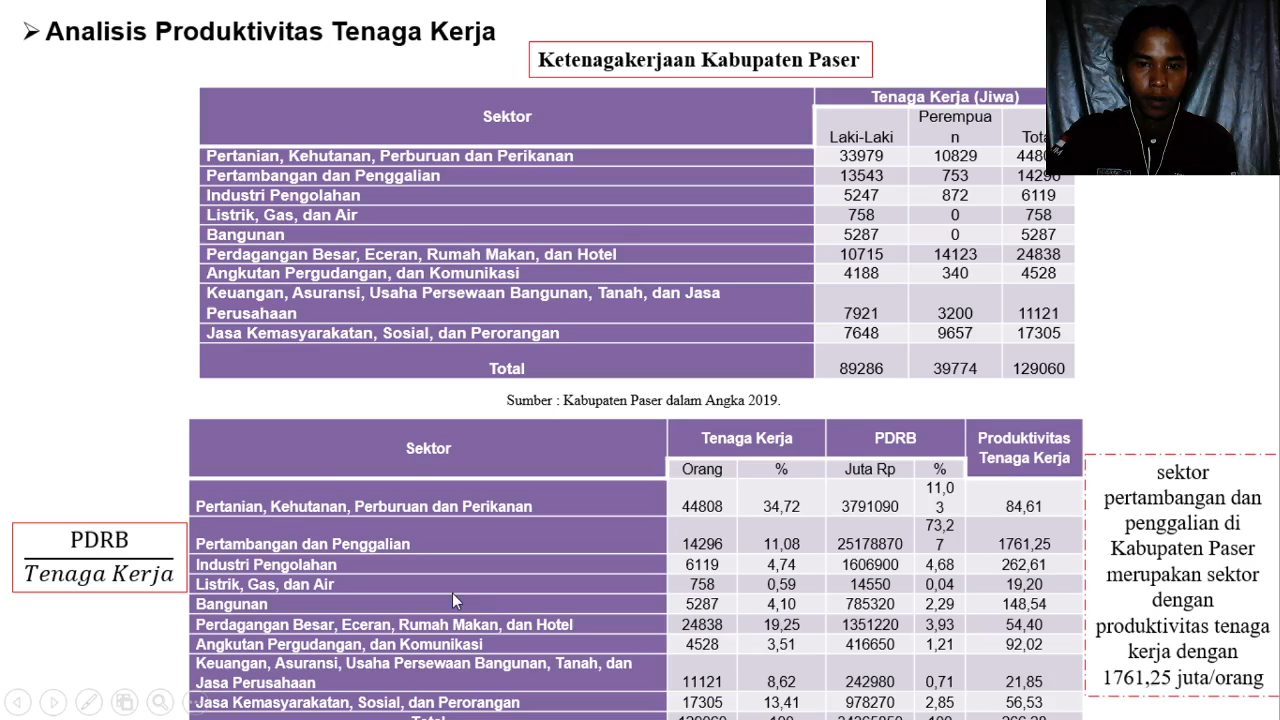 ➢ Analisis Produktivitas Tenaga Kerja
Ketenagakerjaan Kabupaten Paser
Sektor
Tenaga Kerja (Jiwa)
Laki-Laki
Perempua
n
Pertanian, Kehutanan, Perburuan dan Perikanan 33979 10829
Pertambangan dan Penggalian 13543 753 14296
Industri Pengolahan 5247 872 6119
Listrik, Gas, dan Air 758 0 758
Bangunan 5287 0 5287
Perdagangan Besar, Eceran, Rumah Makan, dan Hotel 10715 14123 24838
Angkutan Pergudangan, dan Komunikasi 4188 340 4528
Keuangan, Asuransi, Usaha Persewaan Bangunan, Tanah, dan Jasa
Perusahaan 7921 3200 11121
Jasa Kemasyarakatan, Sosial, dan Perorangan 7648 9657 17305
Total 89286 39774 129060
Sumber : Kabupaten Paser dalam Angka 2019.
Sektor
Tenaga Kerja
PDRB
Produktivitas
Tenaga Kerja
Orang % Juta Rp %
Pertanian, Kehutanan, Perburuan dan Perikanan 44808 34,72 3791090 11,0
3 84,61
Pertambangan dan Penggalian 14296 11,08 25178870 73,2
7 1761,25
Industri Pengolahan 6119 4,74 1606900 4,68 262,61
Listrik, Gas, dan Air 758 0,59 14550 0,04 19,20
Bangunan 5287 4,10 785320 2,29 148,54
Perdagangan Besar, Eceran, Rumah Makan, dan Hotel 24838 19,25 1351220 3,93 54,40
Angkutan Pergudangan, dan Komunikasi 4528 3,51 416650 1,21 92,02
Keuangan, Asuransi, Usaha Persewaan Bangunan, Tanah, dan
Jasa Perusahaan 11121 8,62 242980 0,71 21,85
Jasa Kemasyarakatan, Sosial, dan Perorangan 17305 13,41 978270 2,85 56,53
PDRB
Tenaga Kerja
sektor
pertambangan dan
penggalian di
Kabupaten Paser
merupakan sektor
dengan
produktivitas tenaga
kerja dengan
1761,25 juta/orang